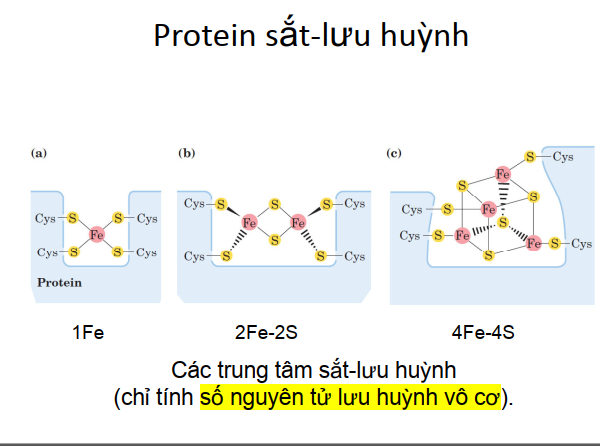 Protein sắt-lưu huỳnh
(a)
Cys S S Cys
Fe
Cys S S Cys
Protein
1Fe
(b)
Cys S S S Cys
Fe Fe
S
Cys S S Cys
2Fe-2S
(c)
S Cys
Fe
S S
Cys S Fe
S
Cys S Fe Fe S Cys
S
4Fe-4S
Các trung tâm sắt-lưu huỳnh
(chỉ tính số nguyên tử lưu huỳnh vô cơ).